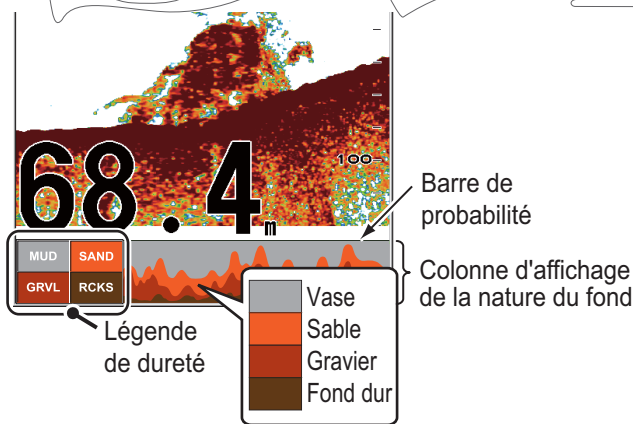 100
68.4m
Barre de
probabilité
MUD SAND
GRVL RCKS
Colonne d'affichage
de la nature du fond
Légende
de dureté
Vase
Sable
Gravier
Fond dur